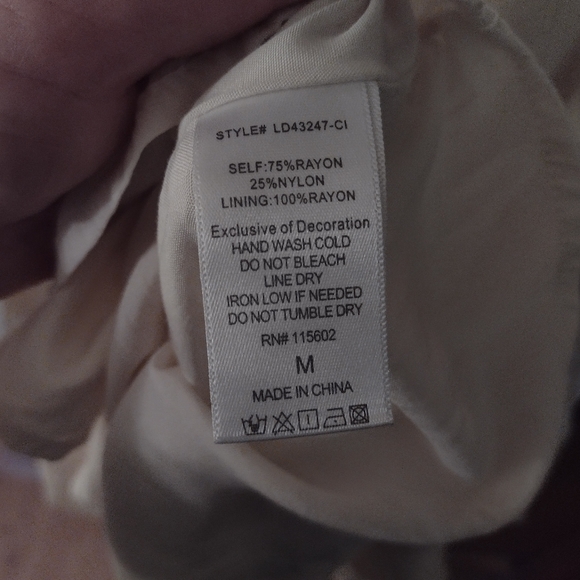 STYLE# LD43247-CI
SELF:75%RAYON
25%NYLON
LINING:100%RAYON
Exclusive of Decoration
HAND WASH COLD
DO NOT BLEACH
LINE DRY
IRON LOW IF NEEDED
DO NOT TUMBLE DRY
RN# 115602
M
MADE IN CHINA